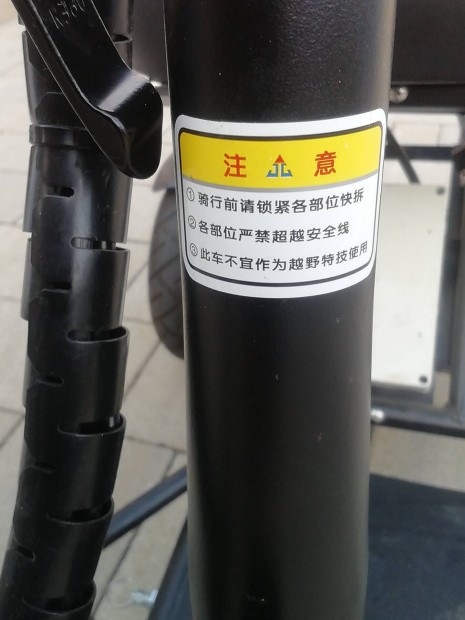 注 意
①骑行前请锁紧各部位快拆
②各部位严禁超越安全线
③此车不宜作为越野特技使用